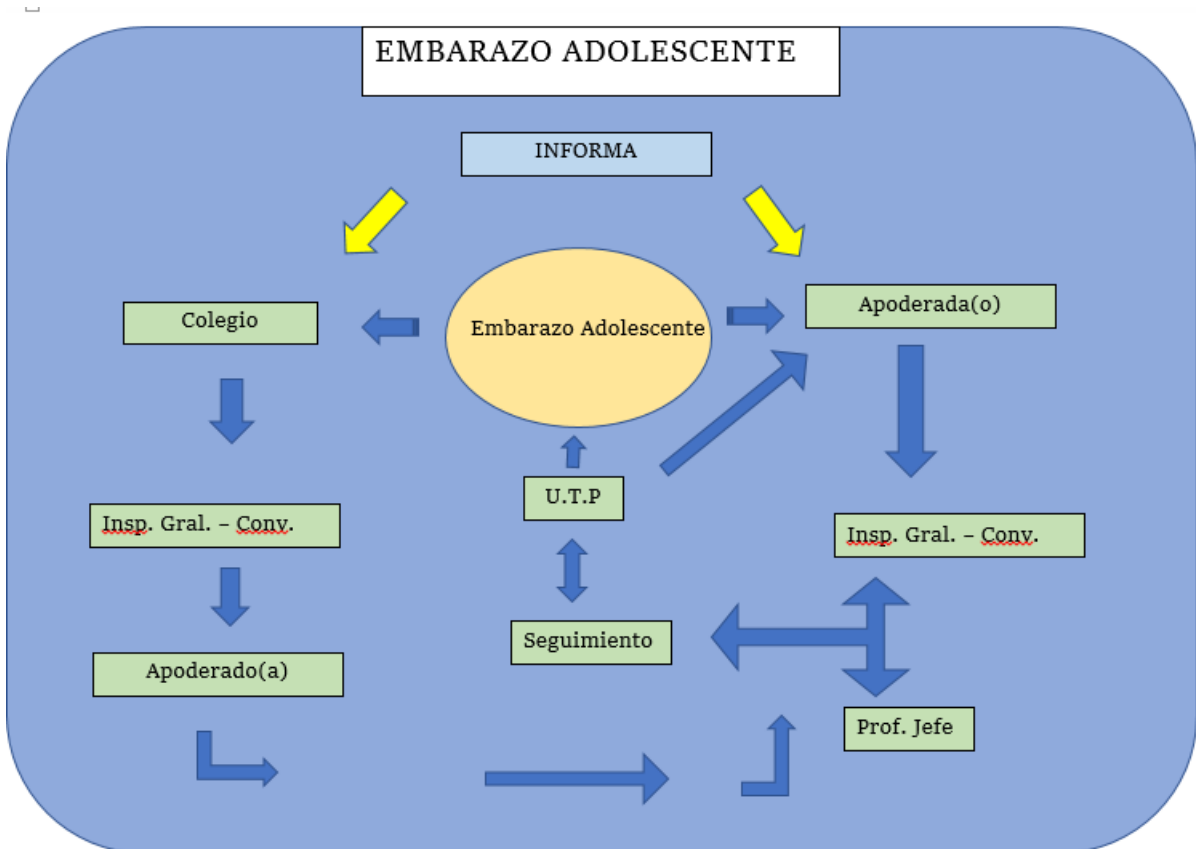 EMBARAZO ADOLESCENTE
INFORMA
Colegio
Embarazo Adolescente
Apoderada(o)
U.T.P
Insp. Gral. – Conv.
Insp. Gral. – Conv.
Seguimiento
Apoderado(a)
Prof. Jefe